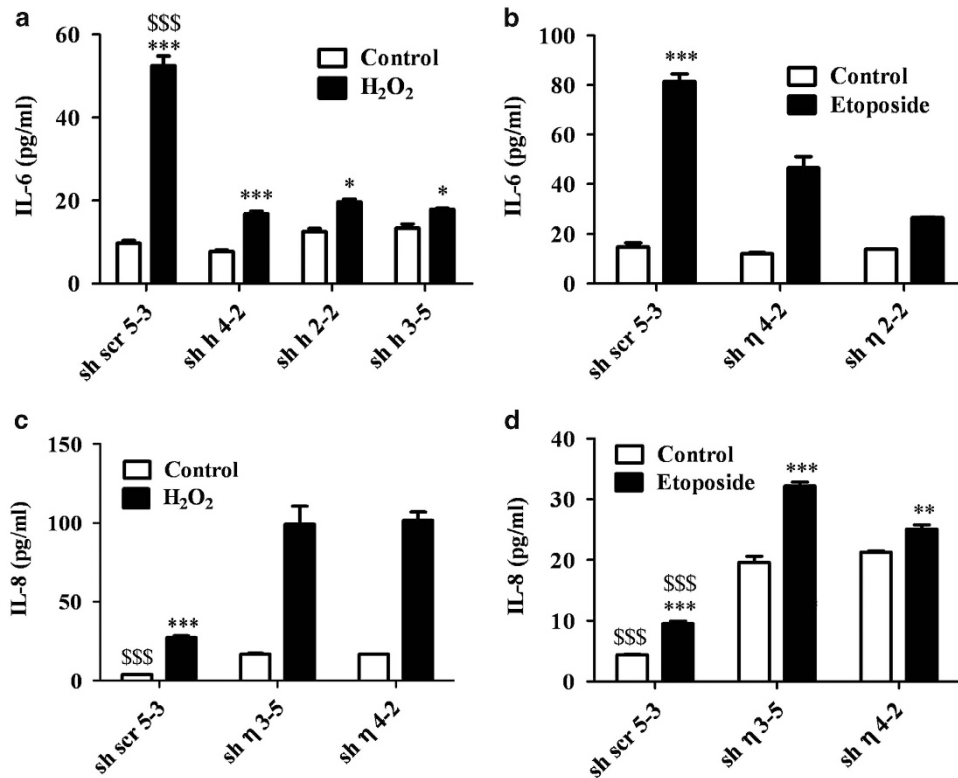 a
IL-6 (pg/ml)
60
40
20
0
$$$
***
***
*
*
Control
H₂O₂
sh scr 5-3
sh h 4-2
sh h 2-2
sh h 3-5
b
IL-6 (pg/ml)
100
80
60
40
20
0
***
Control
Etoposide
sh scr 5-3
sh η 4-2
sh η 2-2
c
IL-8 (pg/ml)
150
100
50
0
Control
H₂O₂
$$$
***
sh scr 5-3
sh η 3-5
sh η 4-2
d
IL-8 (pg/ml)
40
30
20
10
0
Control
Etoposide
$$$
$$$
***
***
**
sh scr 5-3
sh η 3-5
sh η 4-2